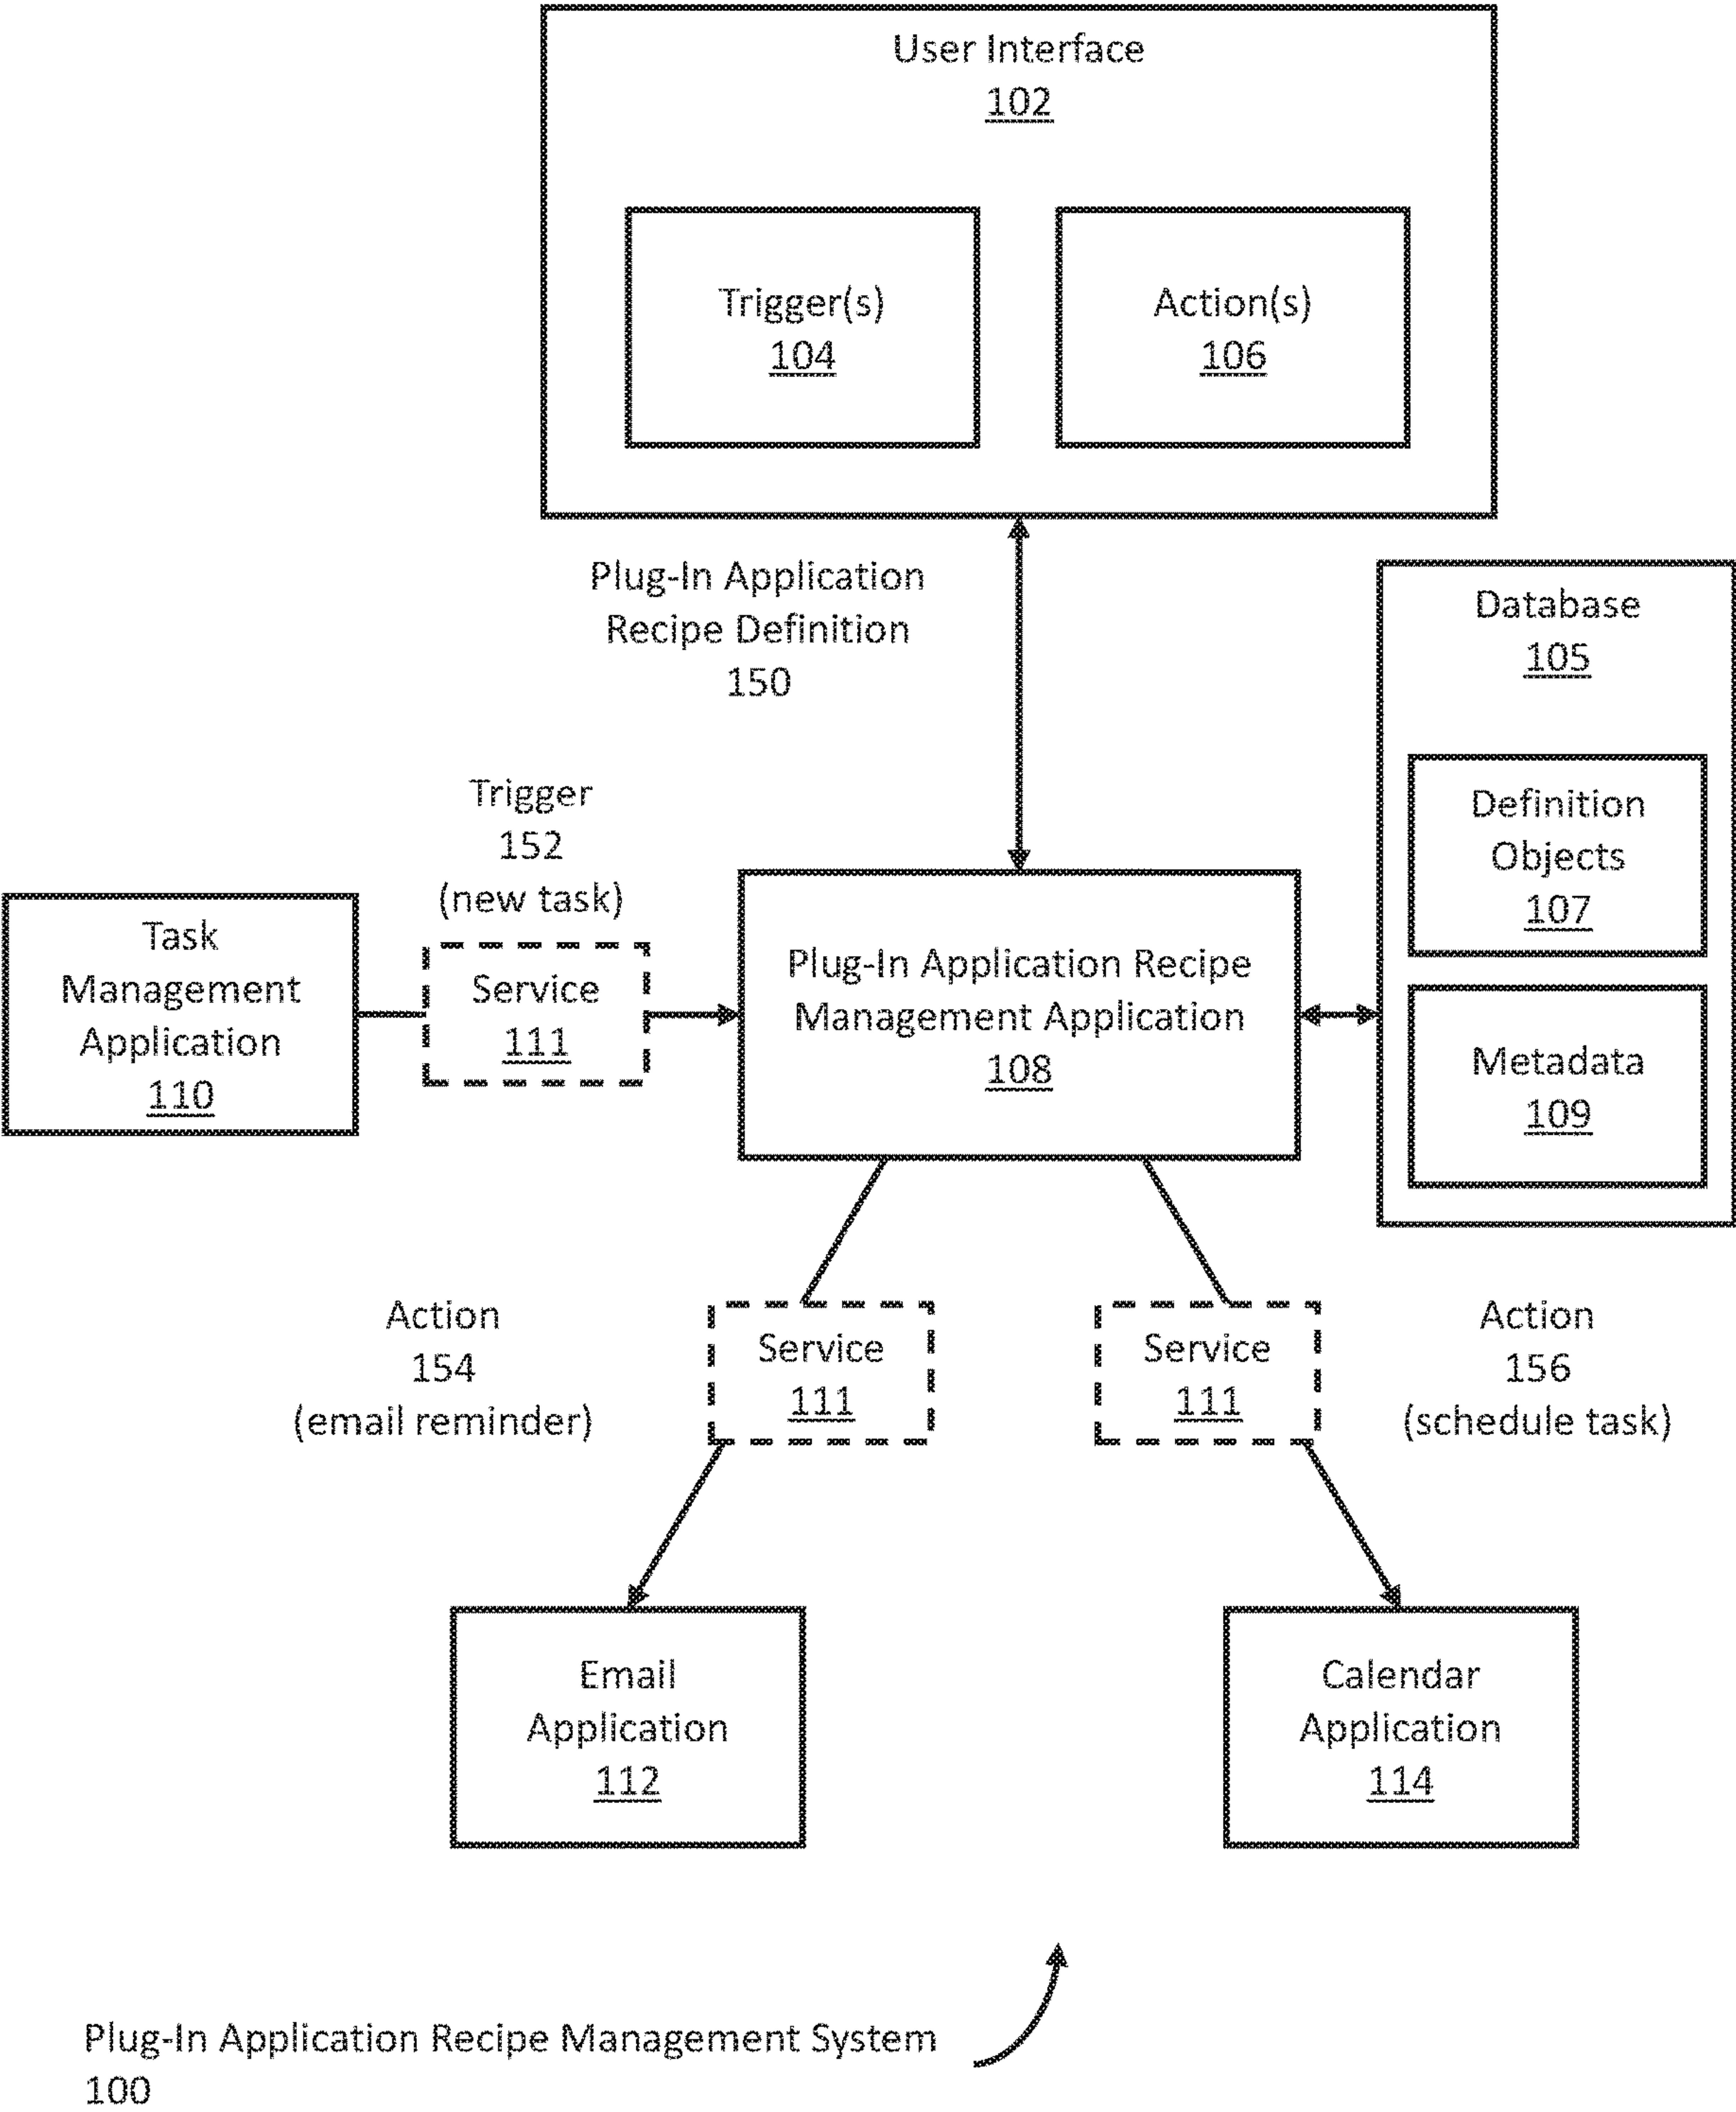 User Interface
102
Trigger(s)
104
Action(s)
106
Plug-In Application
Recipe Definition
150
Database
105
Definition
Objects
107
Metadata
109
Trigger
152
(new task)
Task
Management
Application
110
Service
111
Plug-In Application Recipe
Management Application
108
Action
154
(email reminder)
Service
111
Service
111
Action
156
(schedule task)
Email
Application
112
Calendar
Application
114
Plug-In Application Recipe Management System
100